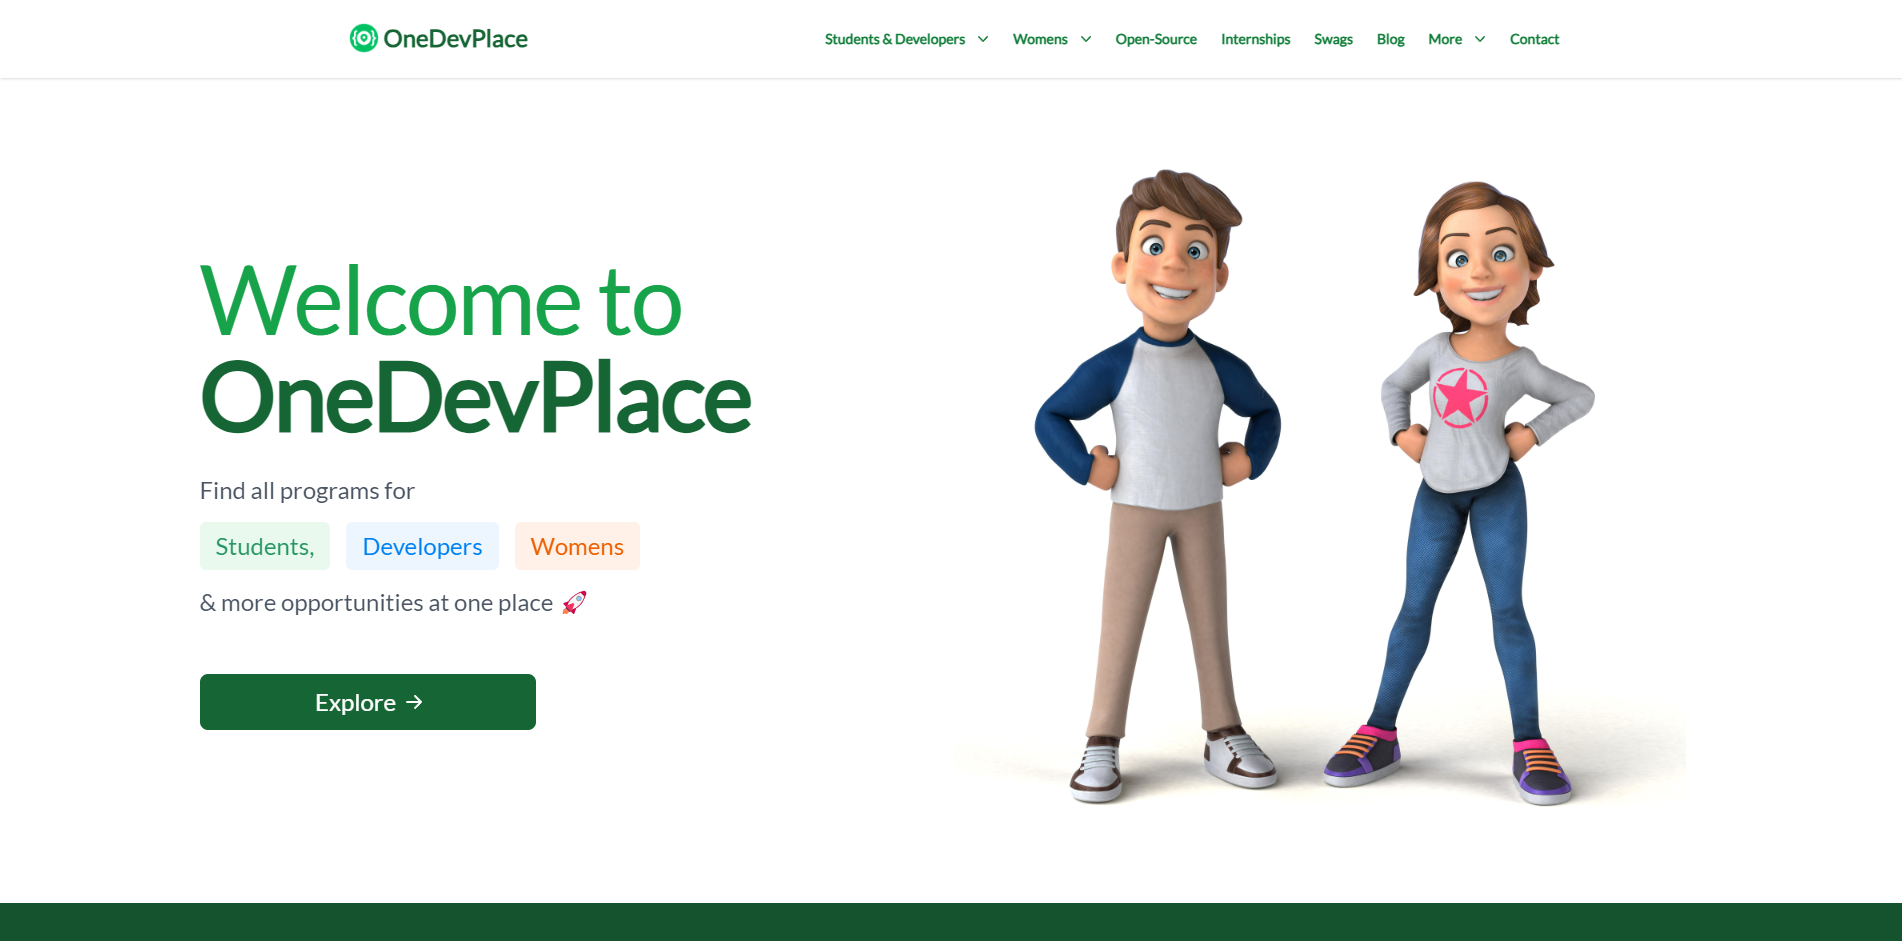 OneDevPlace
Students & Developers Womens Open-Source Internships Swags Blog More Contact
Welcome to
OneDevPlace
Find all programs for
Students, Developers Womens
& more opportunities at one place 🚀
Explore →